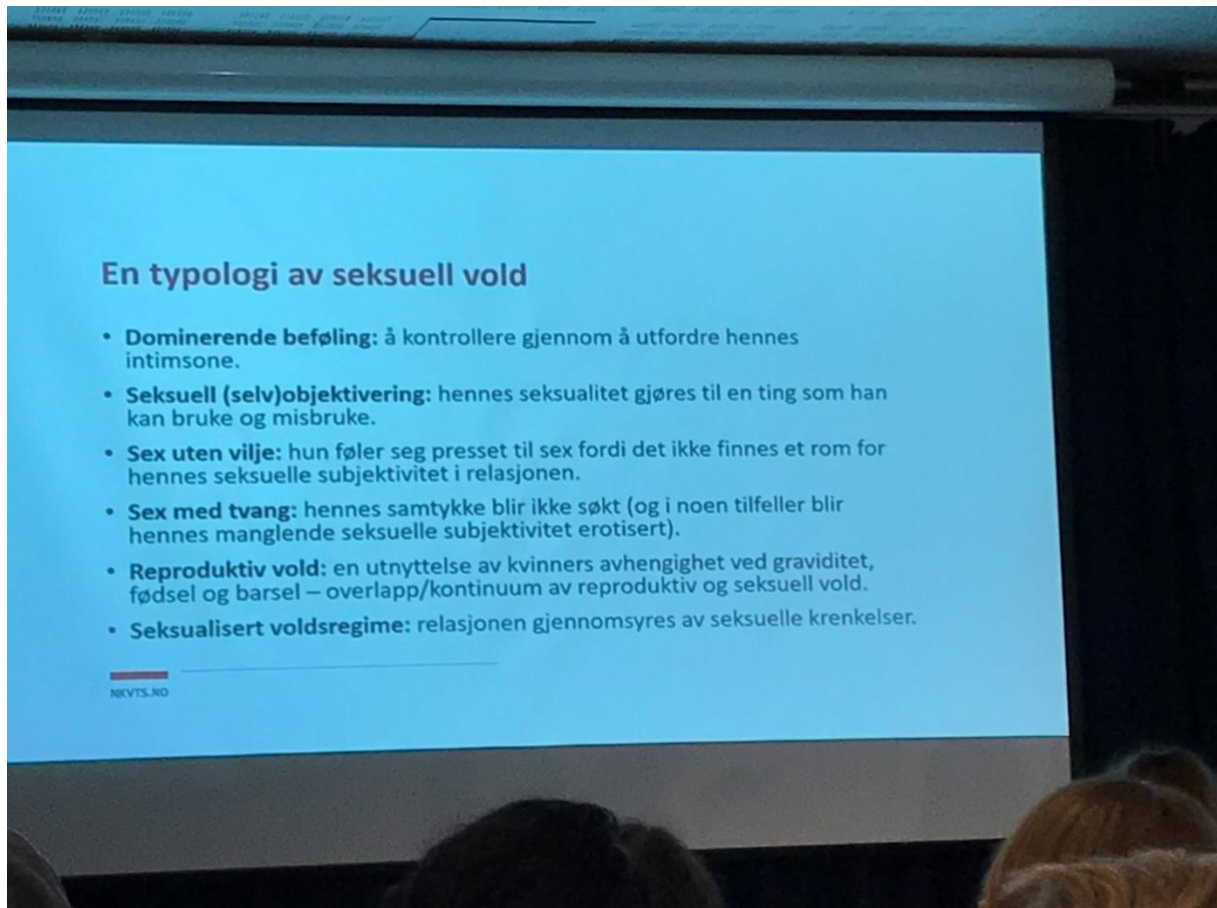 En typologi av seksuell vold
• Dominerende beføling: å kontrollere gjennom å utfordre hennes
intimsone.
• Seksuell (selv)objektivering: hennes seksualitet gjøres til en ting som han
kan bruke og misbruke.
• Sex uten vilje: hun føler seg presset til sex fordi det ikke finnes et rom for
hennes seksuelle subjektivitet i relasjonen.
• Sex med tvang: hennes samtykke blir ikke søkt (og i noen tilfeller blir
hennes manglende seksuelle subjektivitet erotisert).
• Reproduktiv vold: en utnyttelse av kvinners avhengighet ved graviditet,
fødsel og barsel – overlapp/kontinuum av reproduktiv og seksuell vold.
• Seksualisert voldsregime: relasjonen gjennomsyres av seksuelle krenkelser.
NKVTS.NO